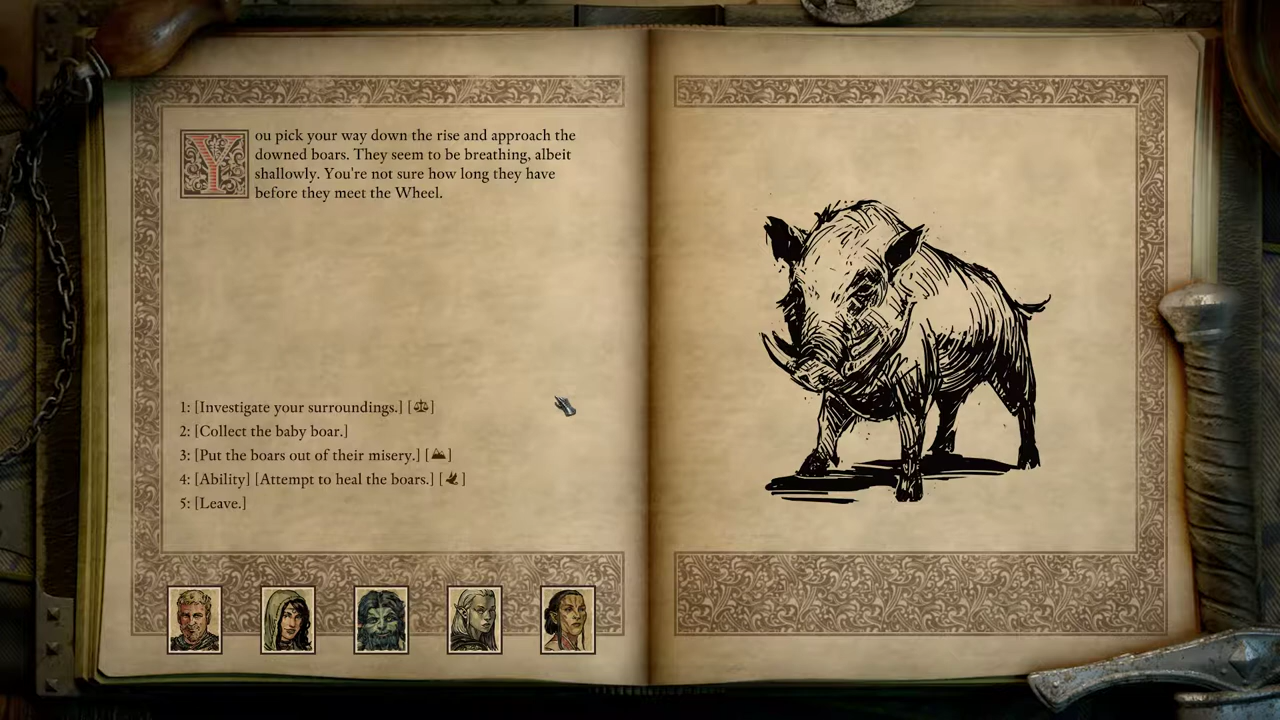 You pick your way down the rise and approach the
downed boars. They seem to be breathing, albeit
shallowly. You're not sure how long they have
before they meet the Wheel.
1: [Investigate your surroundings.] [⚖]
2: [Collect the baby boar.]
3: [Put the boars out of their misery.] []
4: [Ability] [Attempt to heal the boars.] []
5: [Leave.]